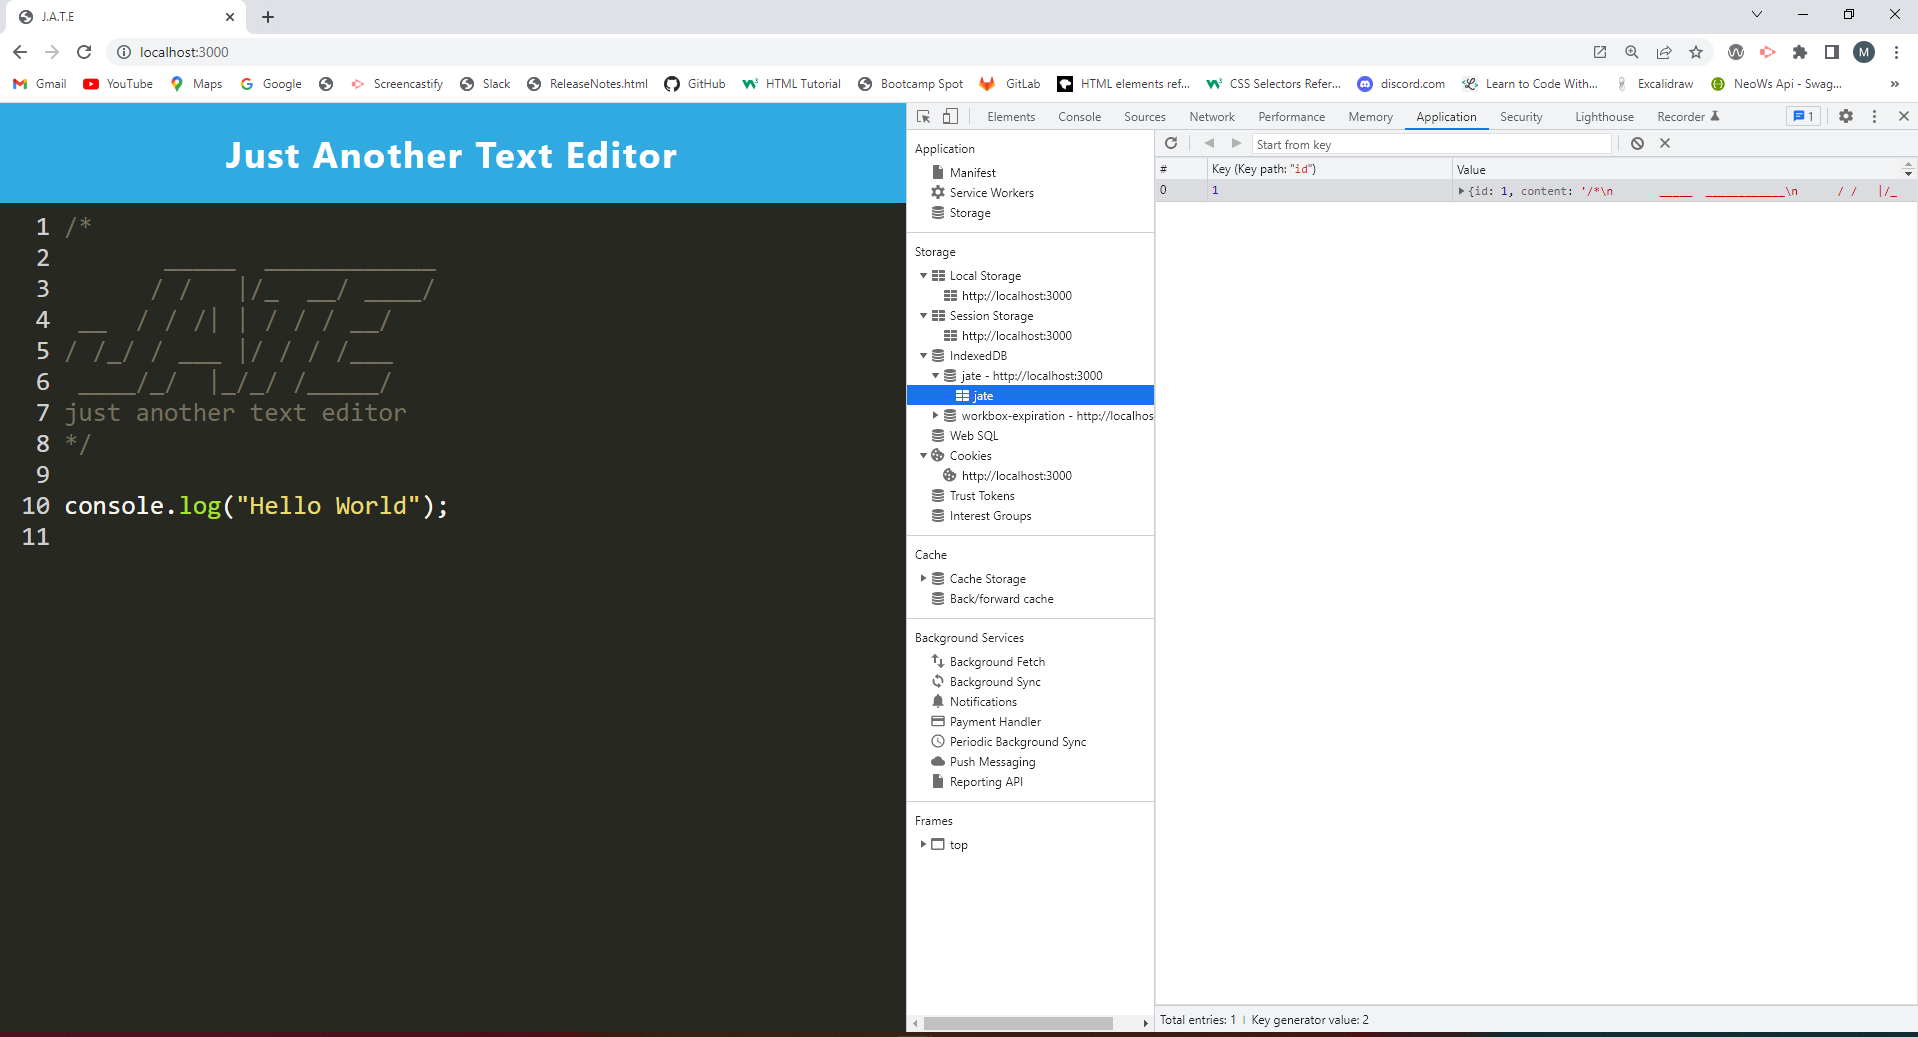 J.A.T.E
localhost:3000
M
Gmail YouTube Maps Google Screencastify Slack ReleaseNotes.html GitHub HTML Tutorial Bootcamp Spot GitLab HTML elements ref... CSS Selectors Refer... discord.com Learn to Code With... Excalidraw NeoWs Api - Swag... »
Just Another Text Editor
1 /*
2        _____  ____________
3       / /   |/_  __/ ____/
4  __  / / /| | / / / __/
5 / /_/ / ___ |/ / / /___
6  ____/_/  |_/_/ /_____/
7 just another text editor
8 */
9
10 console.log("Hello World");
11
Elements Console Sources Network Performance Memory Application Security Lighthouse Recorder 1
Application
Manifest
Service Workers
Storage
Storage
Local Storage
http://localhost:3000
Session Storage
http://localhost:3000
IndexedDB
jate - http://localhost:3000
jate
workbox-expiration - http://localhos
Web SQL
Cookies
http://localhost:3000
Trust Tokens
Interest Groups
Cache
Cache Storage
Back/forward cache
Background Services
Background Fetch
Background Sync
Notifications
Payment Handler
Periodic Background Sync
Push Messaging
Reporting API
Frames
top
Start from key
# Key (Key path: "id") Value
0 1 {id: 1, content: '/*\n       _____  ____________\n      / /   |/_
Total entries: 1 Key generator value: 2